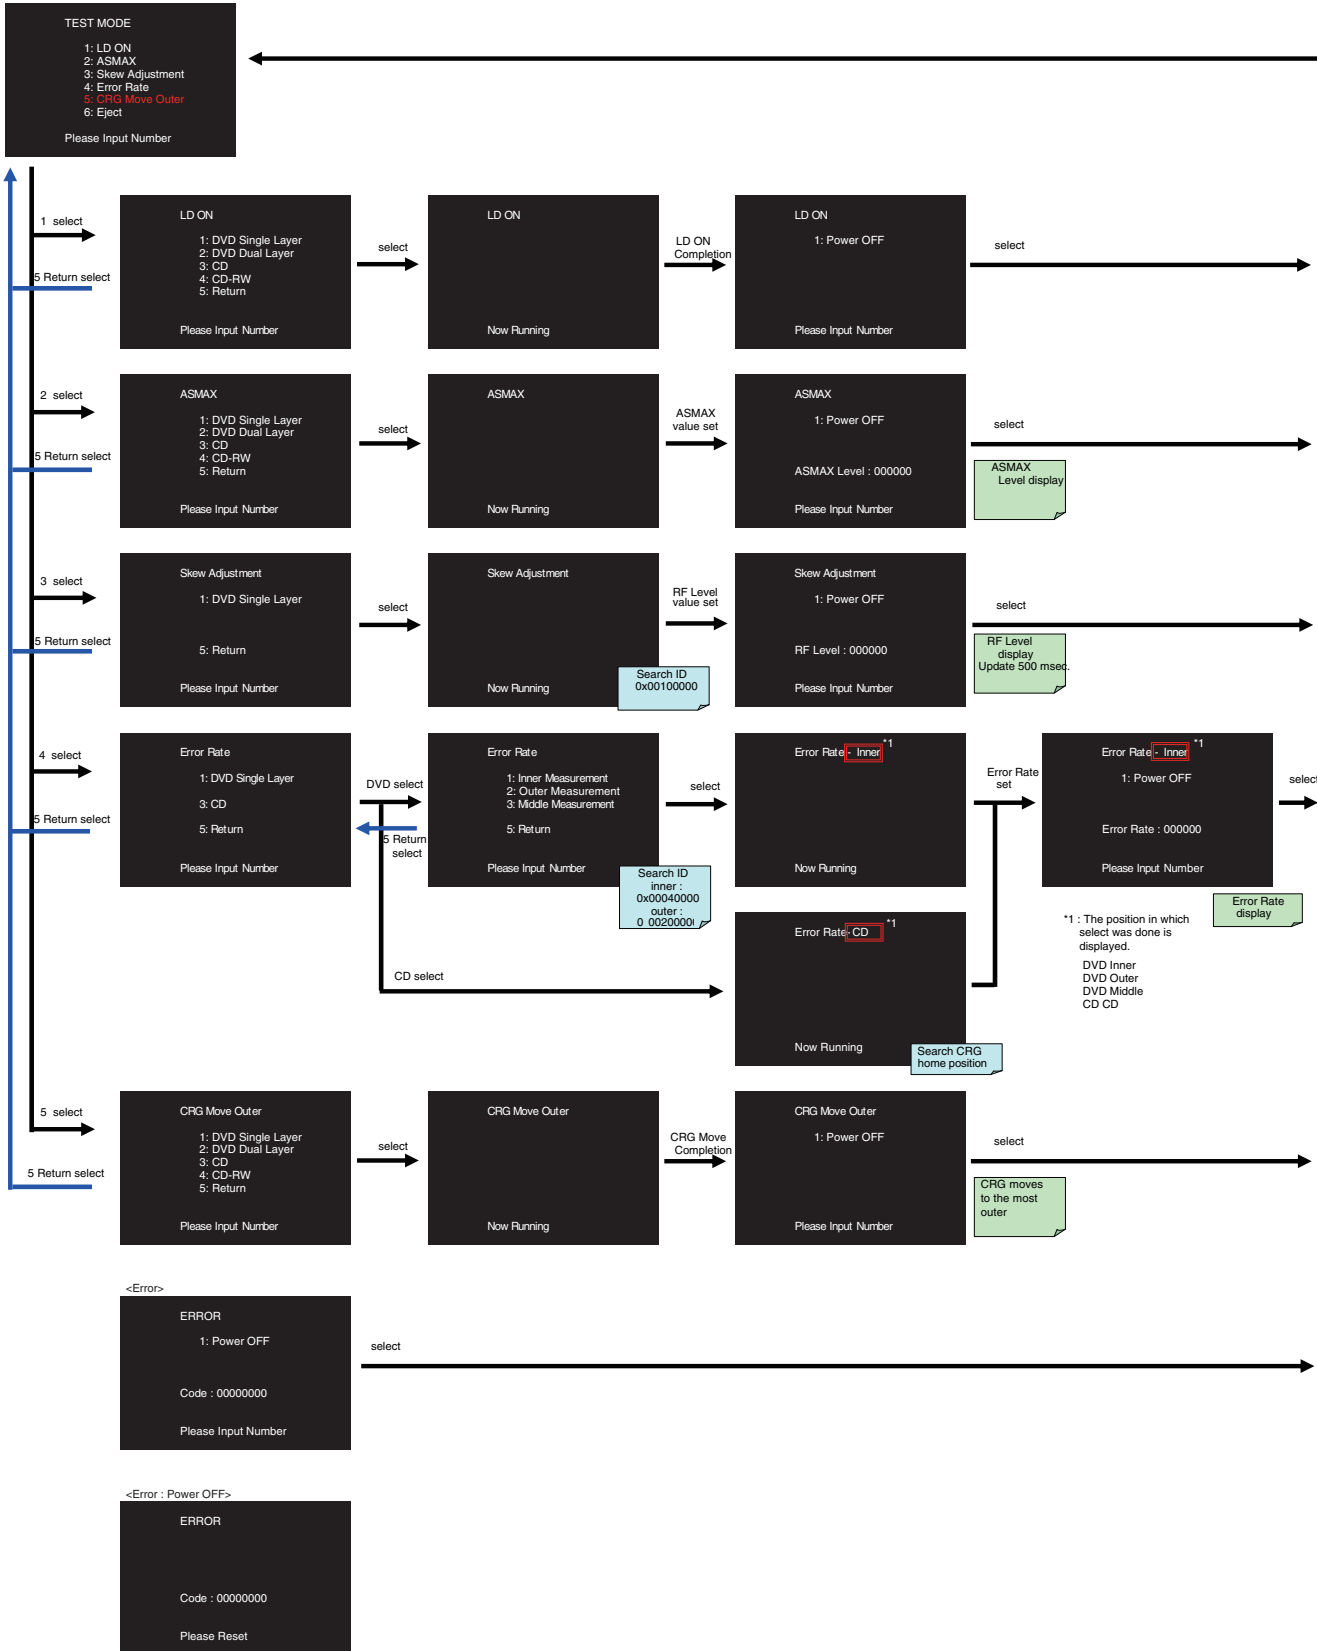 TEST MODE
1: LD ON
2: ASMAX
3: Skew Adjustment
4: Error Rate
5: CRG Move Outer
6: Eject
Please Input Number
1 select
5 Return select
LD ON
1: DVD Single Layer
2: DVD Dual Layer
3: CD
4: CD-RW
5: Return
Please Input Number
select
LD ON
Now Running
LD ON
Completion
LD ON
1: Power OFF
Please Input Number
select
2 select
5 Return select
ASMAX
1: DVD Single Layer
2: DVD Dual Layer
3: CD
4: CD-RW
5: Return
Please Input Number
select
ASMAX
Now Running
ASMAX
value set
ASMAX
1: Power OFF
ASMAX Level : 000000
Please Input Number
select
ASMAX
Level display
3 select
5 Return select
Skew Adjustment
1: DVD Single Layer
5: Return
Please Input Number
select
Skew Adjustment
Now Running
Search ID
0x00100000
RF Level
value set
Skew Adjustment
1: Power OFF
RF Level : 000000
Please Input Number
select
RF Level
display
Update 500 msec.
4 select
5 Return select
Error Rate
1: DVD Single Layer
3: CD
5: Return
Please Input Number
DVD select
5 Return
select
Error Rate
1: Inner Measurement
2: Outer Measurement
3: Middle Measurement
5: Return
Please Input Number
Search ID
inner :
0x00040000
outer :
select
Error Rate - Inner *1
Now Running
CD select
Error Rate-CD *1
Now Running
Search CRG
home position
Error Rate
set
Error Rate - Inner *1
1: Power OFF
Error Rate : 000000
Please Input Number
select
Error Rate
display
*1 : The position in which
select was done is
displayed.
DVD Inner
DVD Outer
DVD Middle
CD CD
5 select
5 Return select
CRG Move Outer
1: DVD Single Layer
2: DVD Dual Layer
3: CD
4: CD-RW
5: Return
Please Input Number
select
CRG Move Outer
Now Running
CRG Move
Completion
CRG Move Outer
1: Power OFF
Please Input Number
select
CRG moves
to the most
outer
<Error>
ERROR
1: Power OFF
Code : 00000000
Please Input Number
select
<Error : Power OFF>
ERROR
Code : 00000000
Please Reset